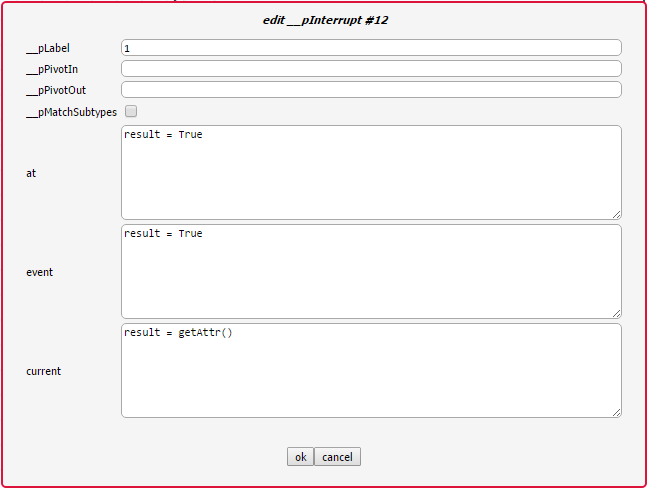 edit __pInterrupt #12
__pLabel 1
__pPivotIn
__pPivotOut
__pMatchSubtypes
at result = True
event result = True
current result = getAttr()
ok cancel